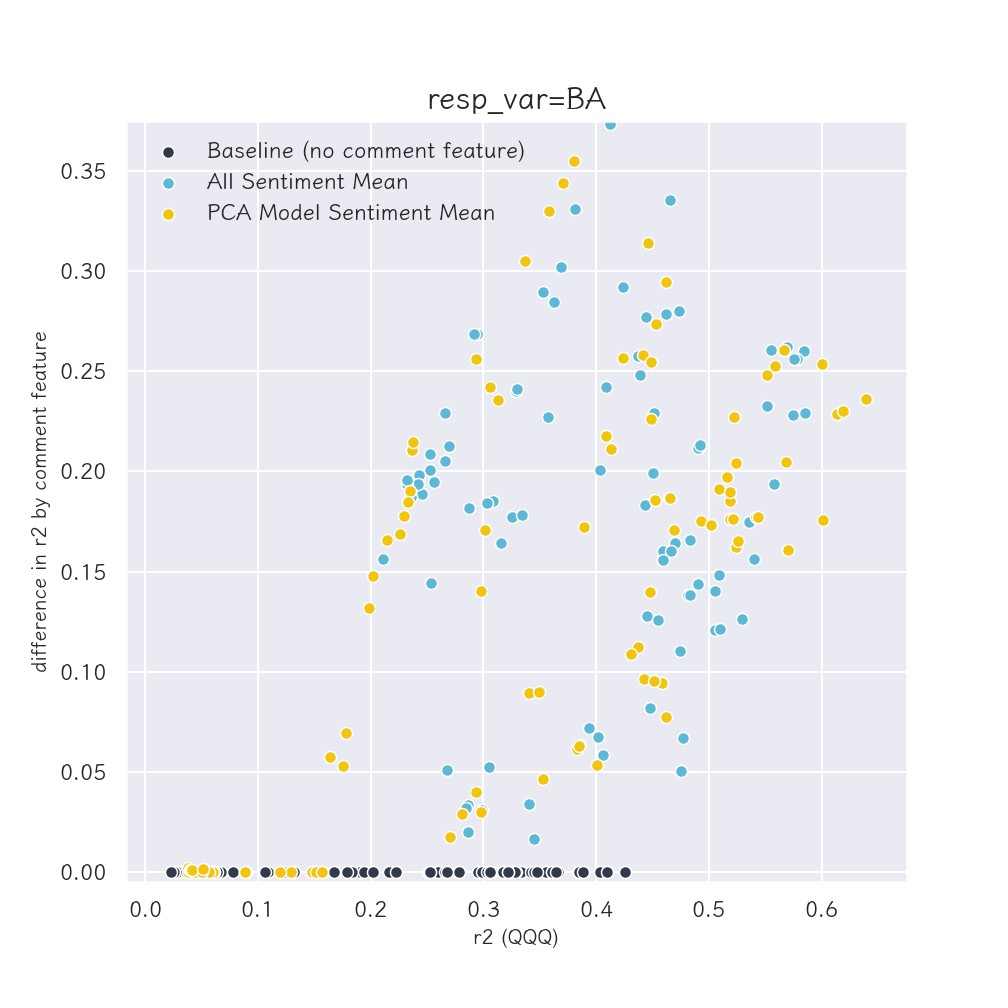 resp_var=BA
Baseline (no comment feature)
All Sentiment Mean
PCA Model Sentiment Mean
difference in r2 by comment feature
0.35
0.30
0.25
0.20
0.15
0.10
0.05
0.00
0.0 0.1 0.2 0.3 0.4 0.5 0.6
r2 (QQQ)